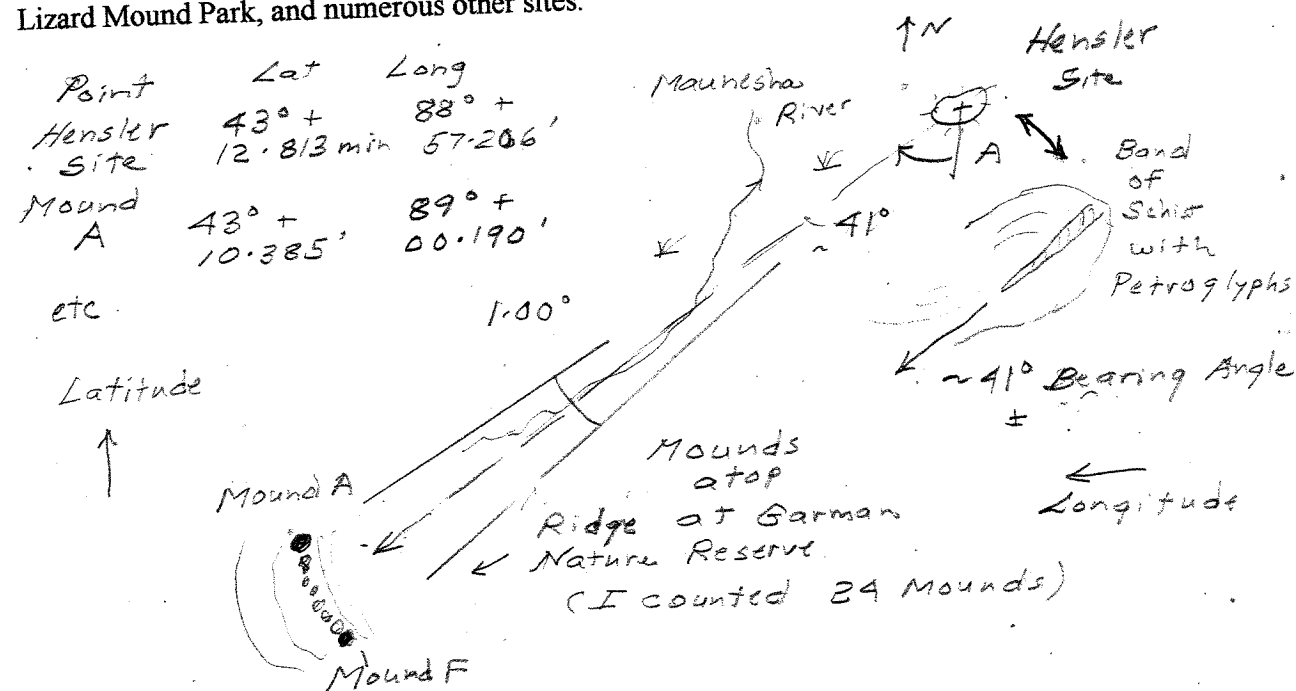 Lizard Mound Park, and numerous other sites.
↑N
Hensler
Site
Point Lat Long
Hensler 43° + 88° +
Site 12.813 min 57.206'
Mound 43° + 89° +
A 10.385' 00.190'
etc.
Maunesha
River
A
~41°
~
Band
of
Schist
with
Petroglyphs
1.00°
~41° Bearing Angle
±
Latitude
↑
←
Longitude
Mound A
Mounds
atop
Ridge at Garman
Nature Reserve
(I counted 24 Mounds)
Mound F